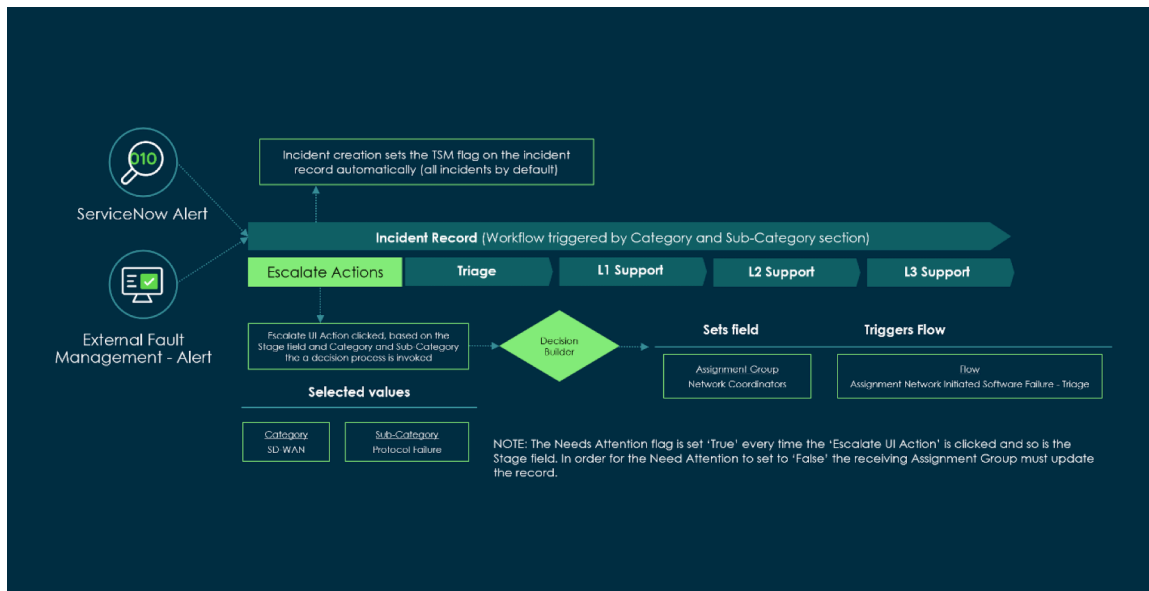 010
ServiceNow Alert
External Fault
Management - Alert
Incident creation sets the TSM flag on the incident
record automatically (all incidents by default)
Incident Record (Workflow triggered by Category and Sub-Category section)
Escalate Actions
Triage
L1 Support
L2 Support
L3 Support
Escalate UI Action clicked, based on the
Stage field and Category and Sub-Category
the a decision process is invoked
Decision
Builder
Sets field
Triggers Flow
Assignment Group
Network Coordinators
Flow
Assignment Network Initiated Software Failure - Triage
Selected values
Category
SD-WAN
Sub-Category
Protocol Failure
NOTE: The Needs Attention flag is set ‘True’ every time the ‘Escalate UI Action’ is clicked and so is the
Stage field. In order for the Need Attention to set to ‘False’ the receiving Assignment Group must update
the record.